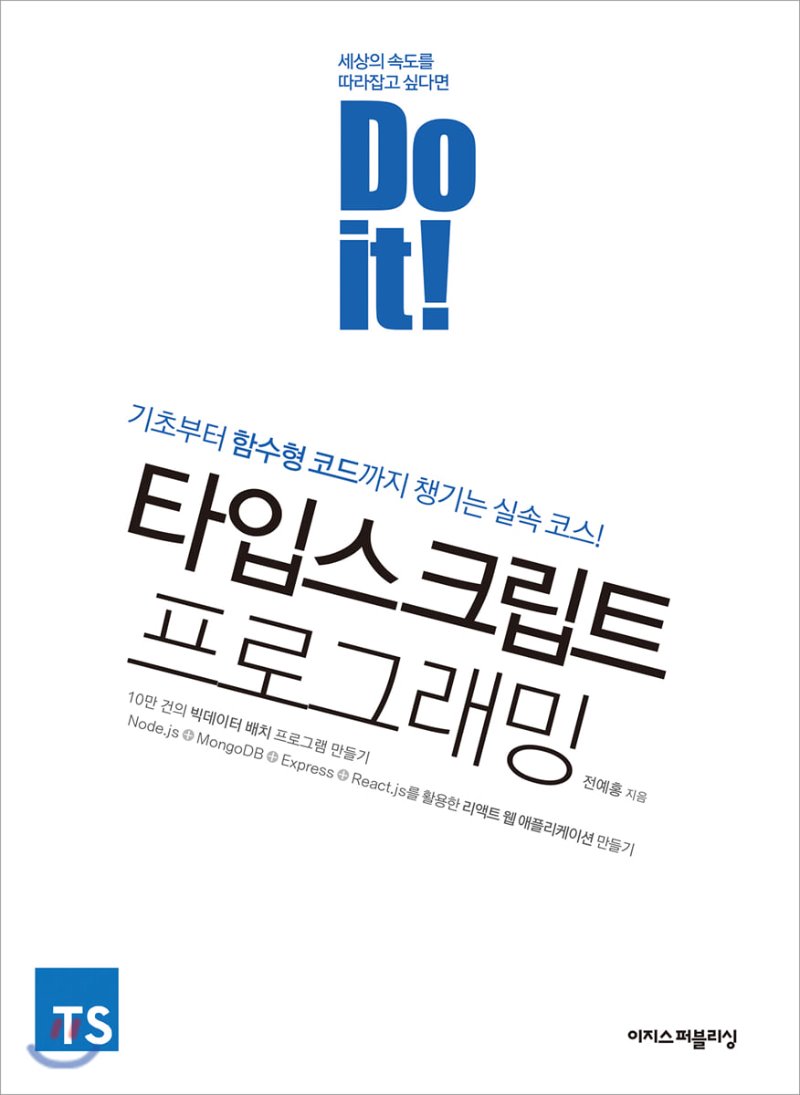 세상의 속도를
따라잡고 싶다면
Do
it!
기초부터 함수형 코드까지 챙기는 실속 코스!
타입스크립트
프로그래밍
10만 건의 빅데이터 배치 프로그램 만들기
Node.js + MongoDB + Express + React.js를 활용한 리액트 웹 애플리케이션 만들기
전예홍 지음
TS
이지스퍼블리싱